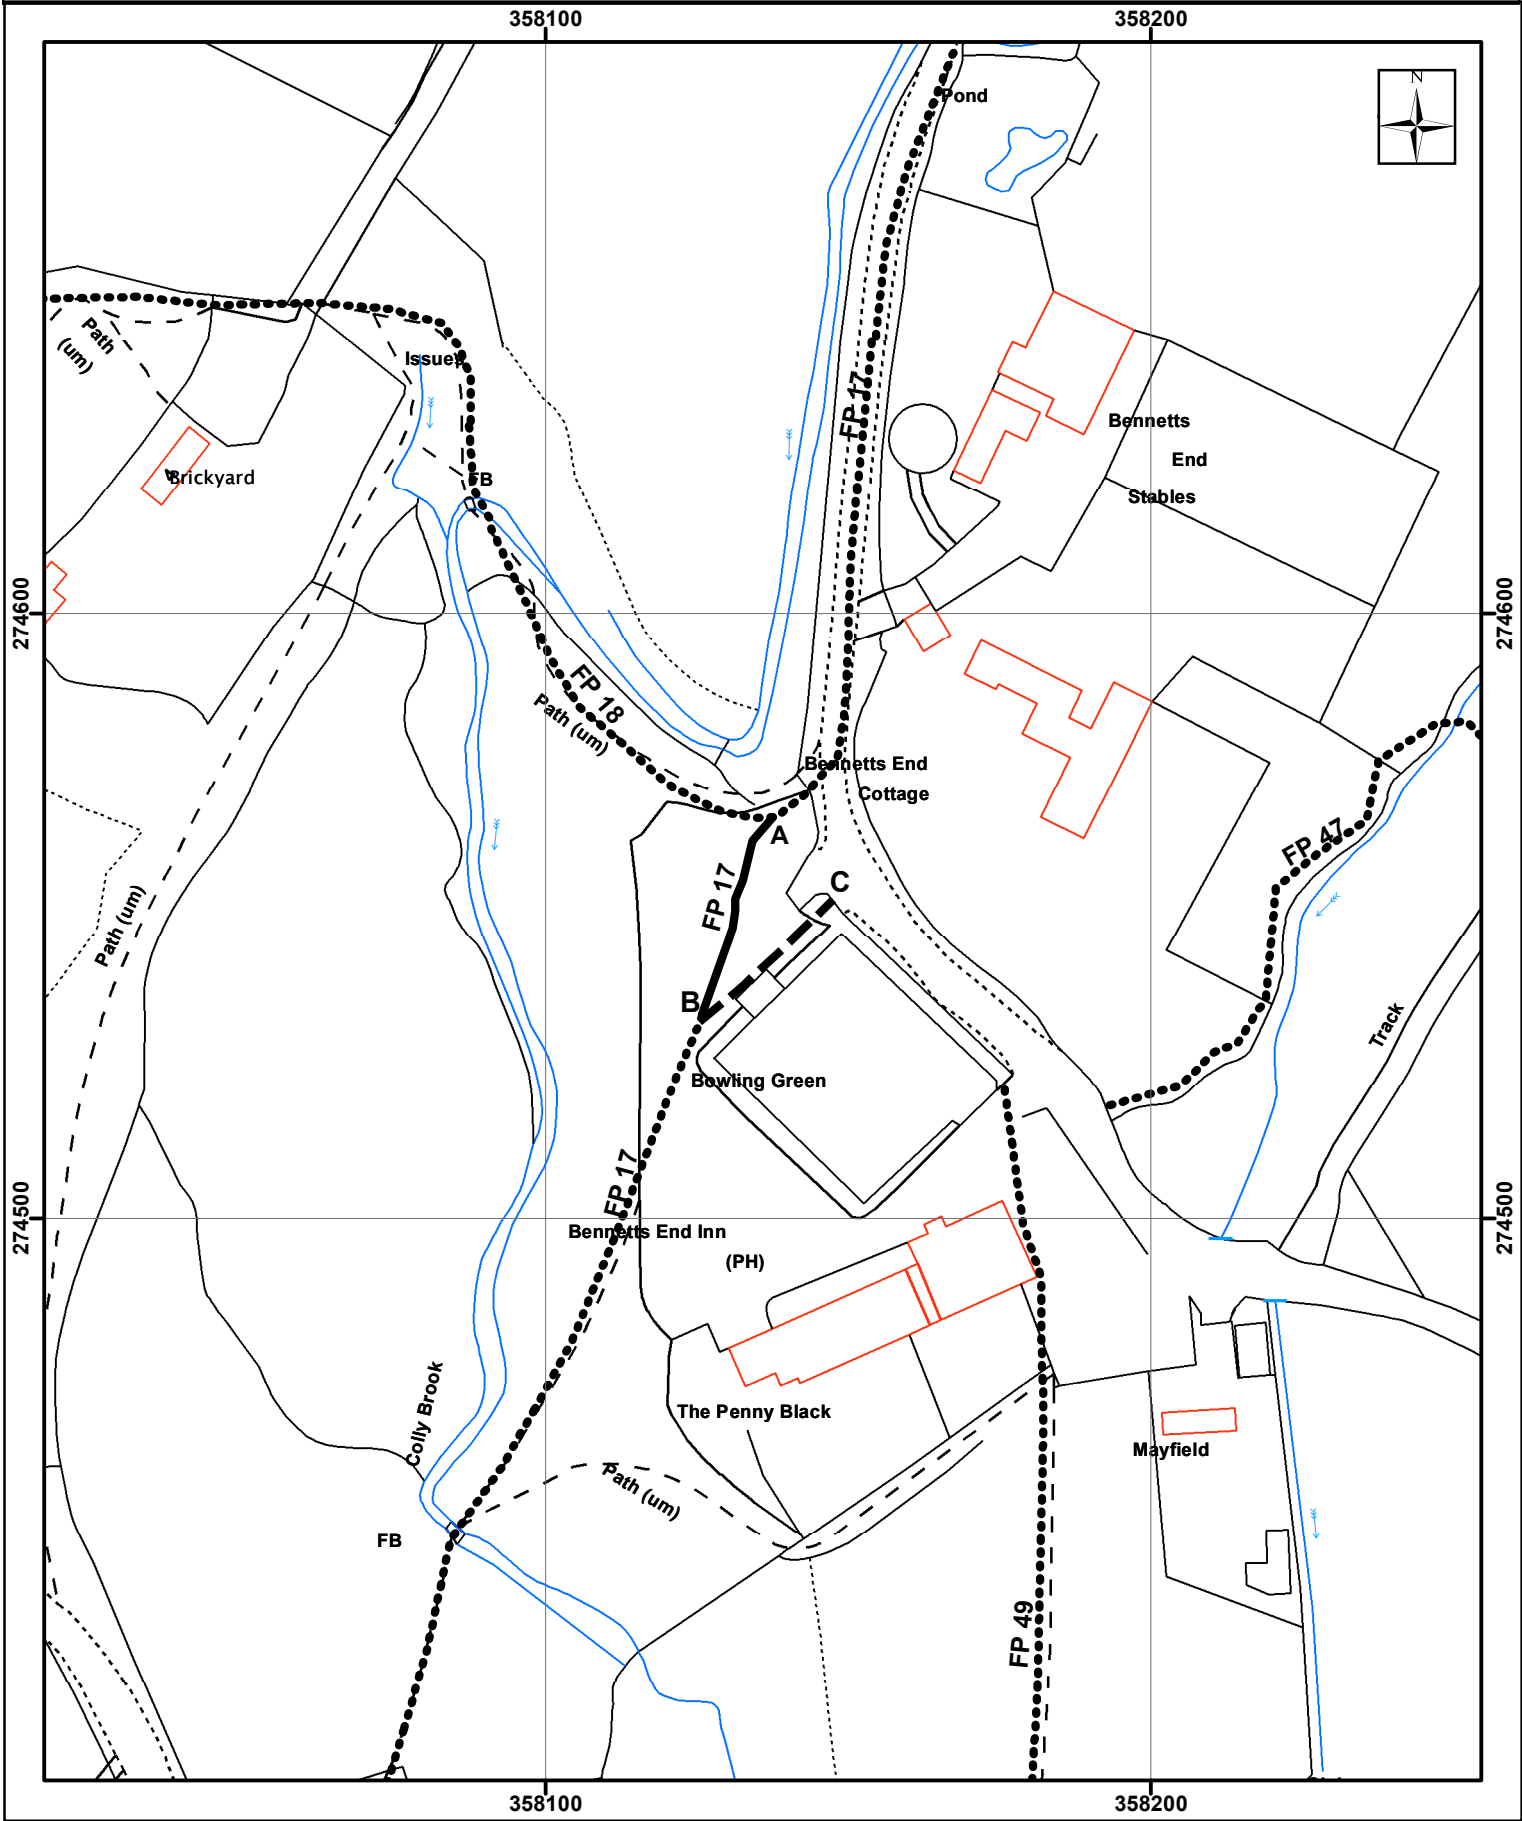 358100
358200
N
Pond
Path
(um)
Issues
FP 17
Bennetts
End
Stables
Brickyard
FB
274600
274600
FP 18
Path (um)
Bennetts End
Cottage
A
FP 47
C
FP 17
Path (um)
B
Track
Bowling Green
FP 17
274500
274500
Bennetts End Inn
(PH)
Colly Brook
The Penny Black
Mayfield
Path (um)
FB
FP 49
358100
358200